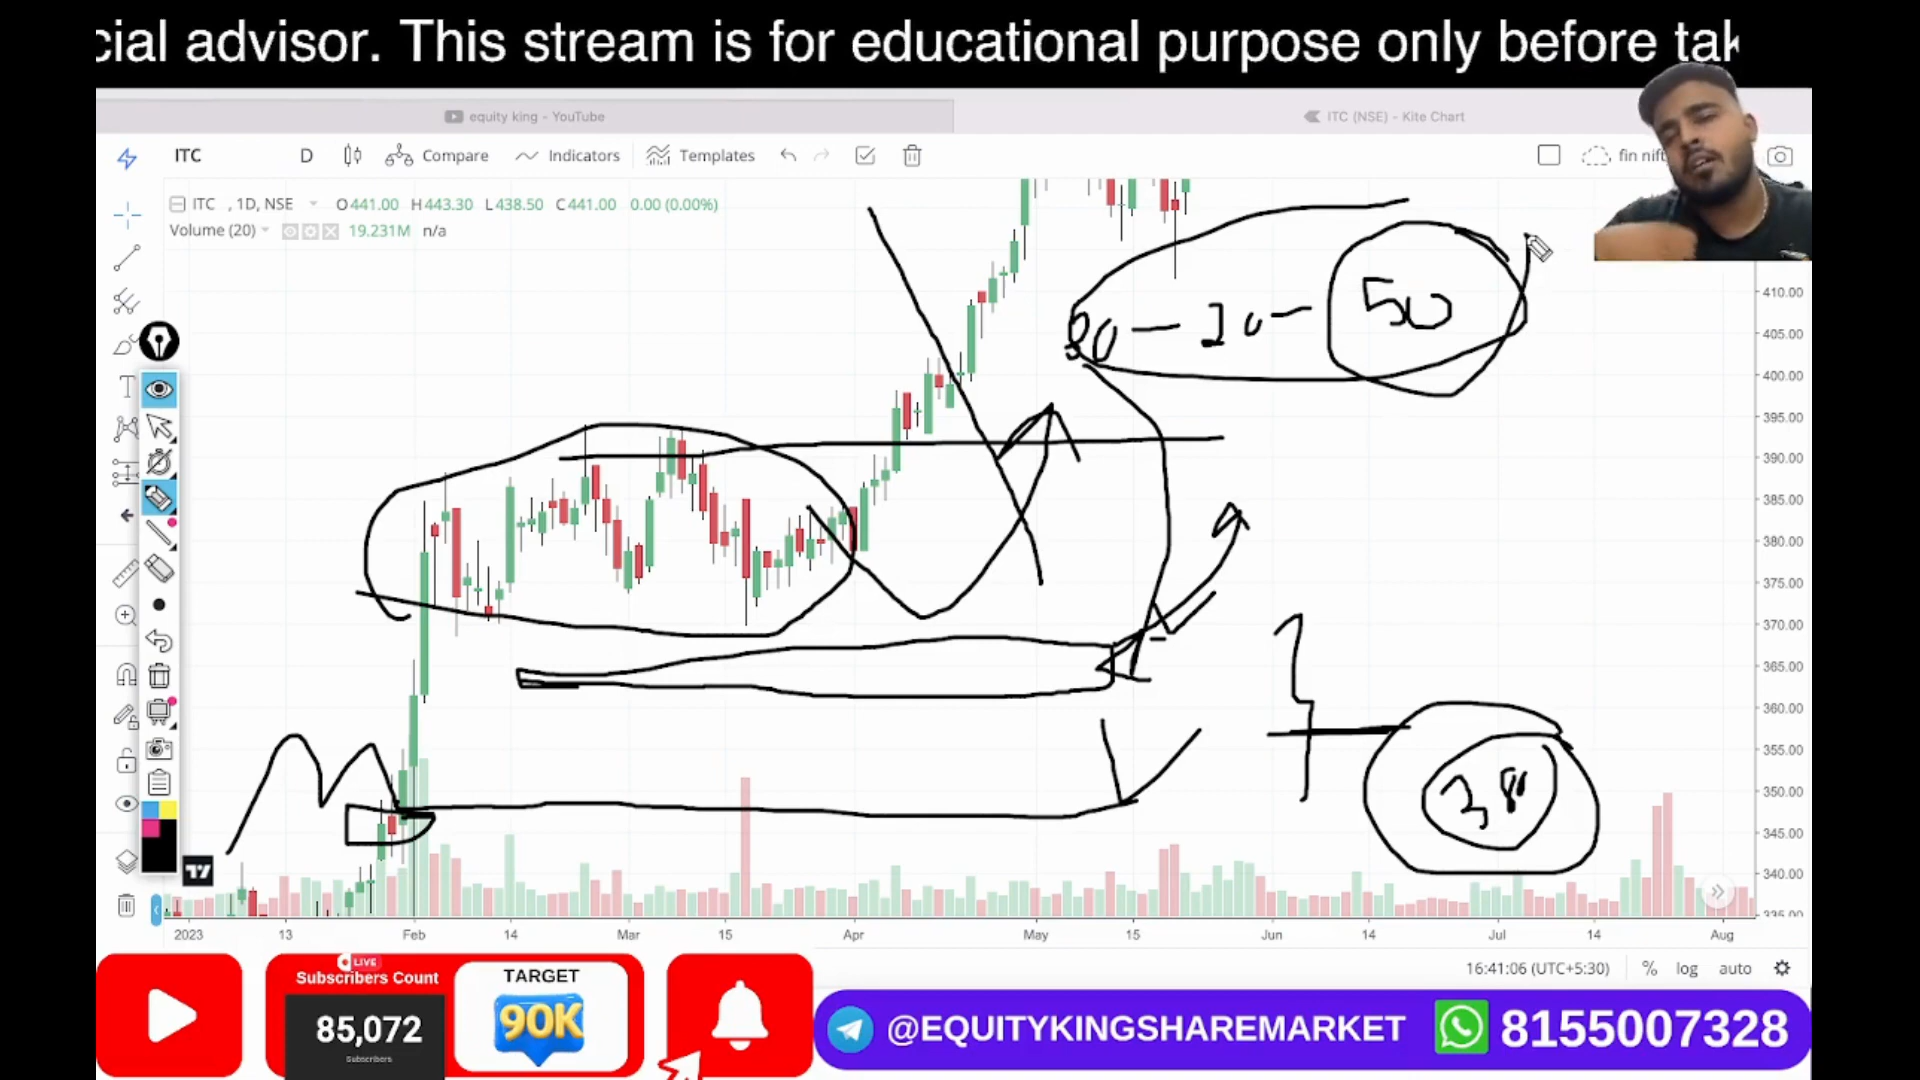 cial advisor. This stream is for educational purpose only before tak
equity king - YouTube
ITC (NSE) - Kite Chart
ITC D Compare Indicators Templates
fin nift
ITC , 1D, NSE O441.00 H443.30 L438.50 C441.00 0.00 (0.00%)
Volume (20) 19.231M n/a
50
410.00
405.00
400.00
395.00
390.00
385.00
380.00
375.00
370.00
365.00
360.00
355.00
350.00
345.00
340.00
335.00
2023 13 Feb 14 Mar 15 Apr May 15 Jun 14 Jul 14 Aug
16:41:06 (UTC+5:30) % log auto
LIVE
Subscribers Count
85,072
Subscribers
TARGET
90K
@EQUITYKINGSHAREMARKET
8155007328